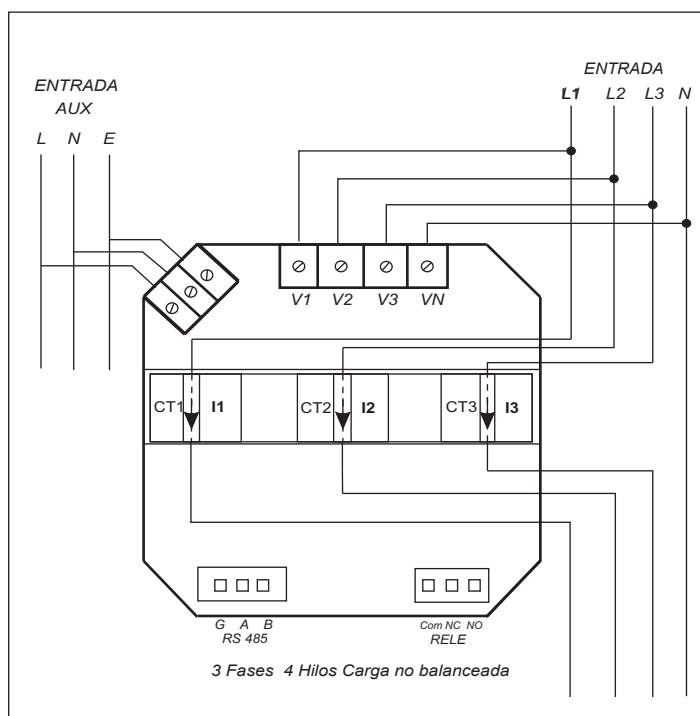 ENTRADA
AUX
L N E
ENTRADA
L1 L2 L3 N
V1 V2 V3 VN
CT1 I1 CT2 I2 CT3 I3
G A B
RS 485
Com NC NO
RELE
3 Fases 4 Hilos Carga no balanceada